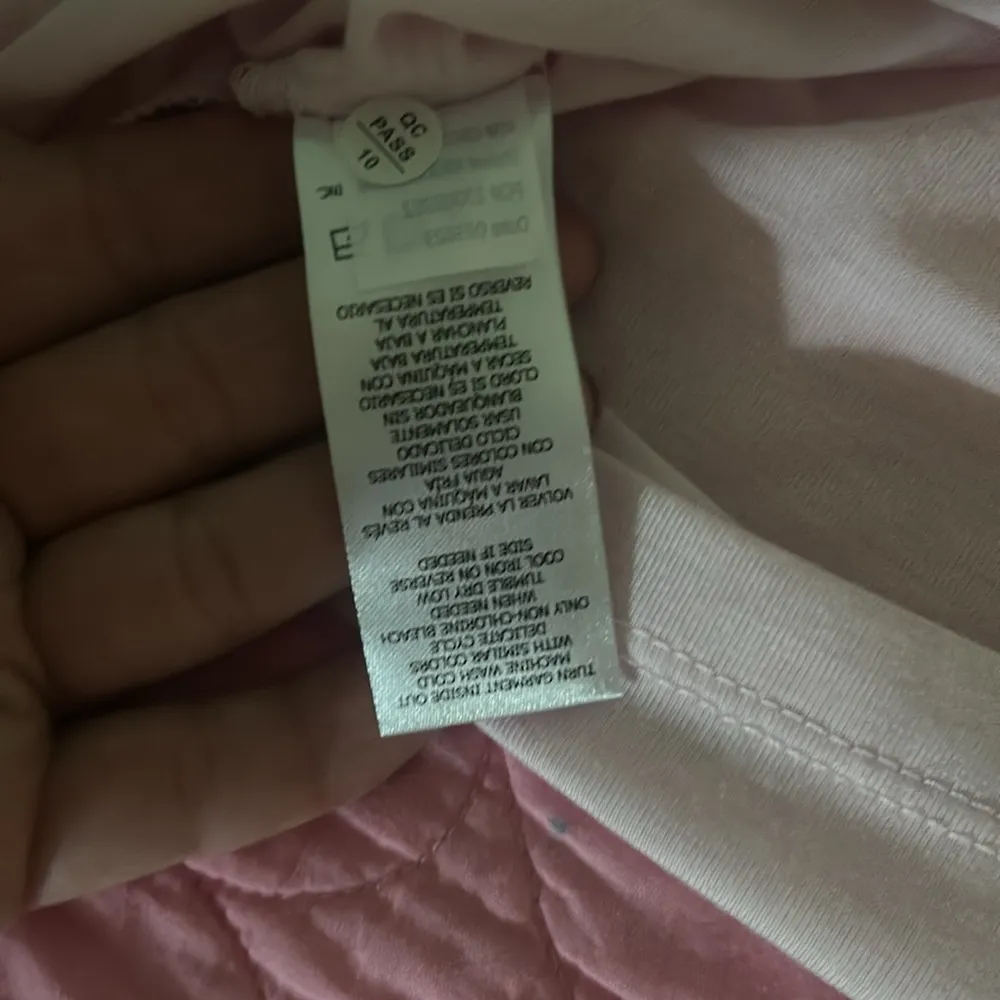 TURN GARMENT INSIDE OUT
MACHINE WASH COLD
WITH SIMILAR COLORS
DELICATE CYCLE
ONLY NON-CHLORINE BLEACH
WHEN NEEDED
TUMBLE DRY LOW
COOL IRON ON REVERSE
SIDE IF NEEDED
VOLVER LA PRENDA AL REVÉS
LAVAR A MÁQUINA CON
AGUA FRÍA
CON COLORES SIMILARES
CICLO DELICADO
USAR SOLAMENTE
BLANQUEADOR SIN
CLORO SI ES NECESARIO
SECAR A MÁQUINA CON
TEMPERATURA BAJA
PLANCHAR A BAJA
TEMPERATURA AL
REVERSO SI ES NECESARIO
QC
PASS
10